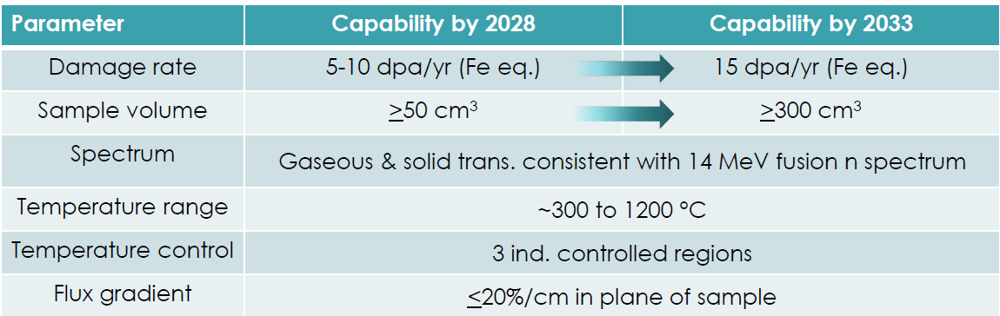 Parameter Capability by 2028 Capability by 2033
Damage rate 5-10 dpa/yr (Fe eq.) 15 dpa/yr (Fe eq.)
Sample volume ≥50 cm³ ≥300 cm³
Spectrum Gaseous & solid trans. consistent with 14 MeV fusion n spectrum
Temperature range ~300 to 1200 °C
Temperature control 3 ind. controlled regions
Flux gradient ≤20%/cm in plane of sample